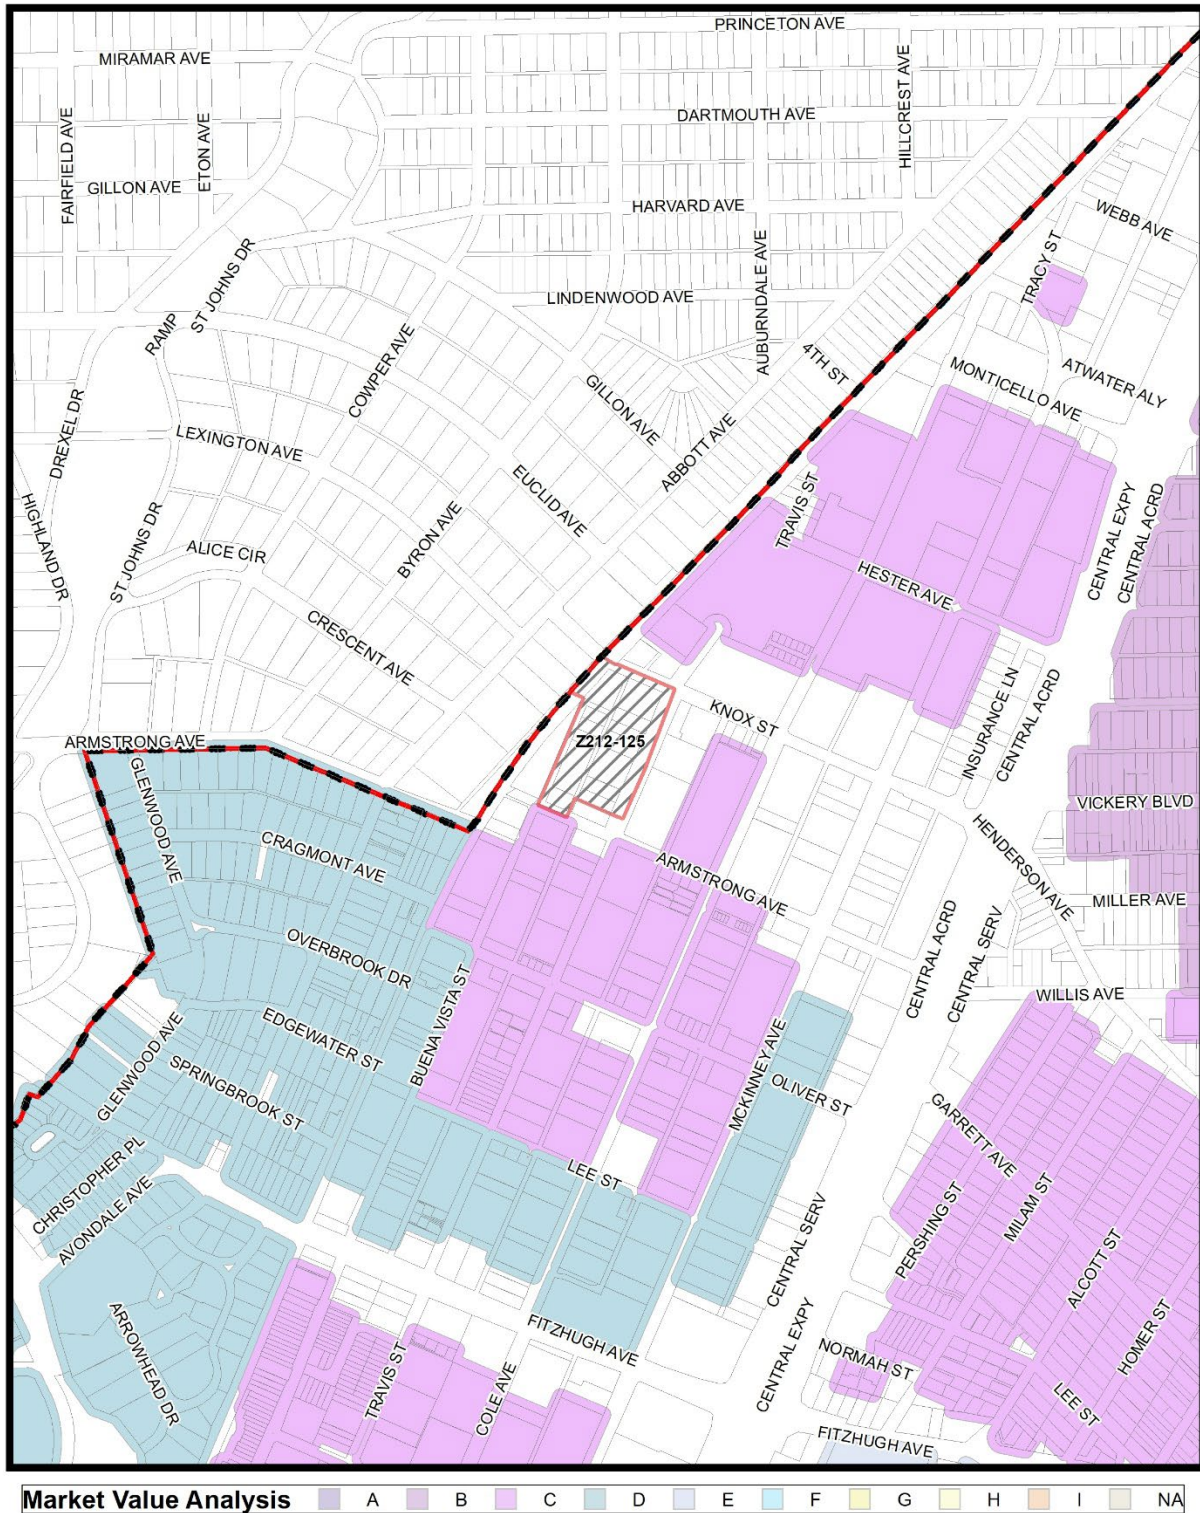 PRINCETON AVE
MIRAMAR AVE
HILLCREST AVE
DARTMOUTH AVE
FAIRFIELD AVE
ETON AVE
GILLON AVE
HARVARD AVE
WEBB AVE
TRACY ST
ST JOHNS DR
AUBURNDALE AVE
LINDENWOOD AVE
RAMP
COWPER AVE
4TH ST
ATWATER ALY
MONTICELLO AVE
GILLON AVE
DREXEL DR
LEXINGTON AVE
ABBOTT AVE
EUCLID AVE
TRAVIS ST
CENTRAL EXPY
CENTRAL ACRD
HIGHLAND DR
ST JOHNS DR
BYRON AVE
ALICE CIR
HESTER AVE
CRESCENT AVE
INSURANCE LN
CENTRAL ACRD
KNOX ST
ARMSTRONG AVE
Z212-125
GLENWOOD AVE
VICKERY BLVD
HENDERSON AVE
CRAGMONT AVE
ARMSTRONG AVE
MILLER AVE
OVERBROOK DR
CENTRAL ACRD
CENTRAL SERV
WILLIS AVE
BUENA VISTA ST
EDGEWATER ST
GLENWOOD AVE
SPRINGBROOK ST
MCKINNEY AVE
OLIVER ST
GARRETT AVE
CHRISTOPHER PL
LEE ST
AVONDALE AVE
PERSHING ST
MILAM ST
CENTRAL SERV
ALCOTT ST
ARROWHEAD DR
FITZHUGH AVE
CENTRAL EXPY
HOMER ST
TRAVIS ST
COLE AVE
NORMAH ST
LEE ST
FITZHUGH AVE
Market Value Analysis A B C D E F G H I NA